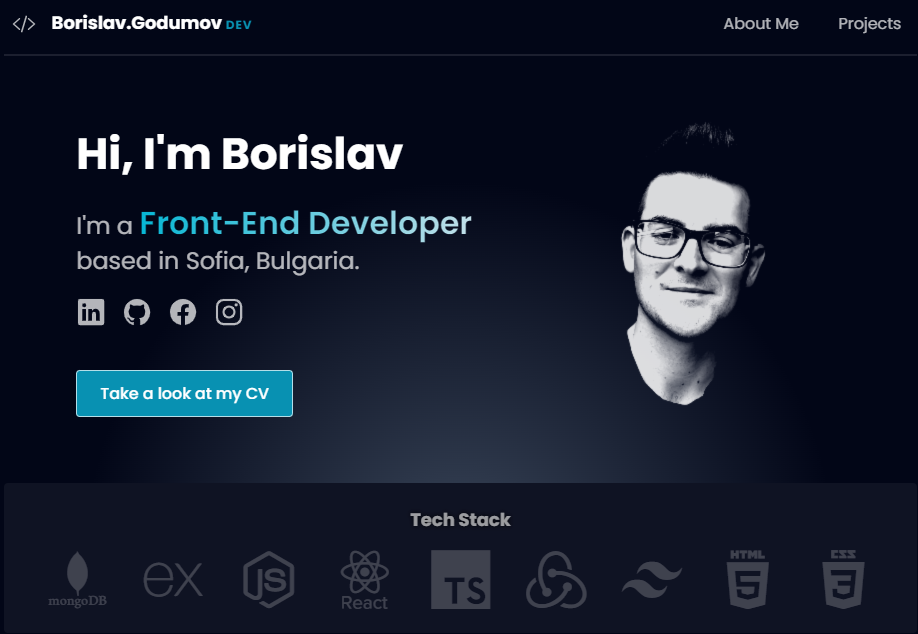 </> Borislav.Godumov DEV
About Me
Projects
Hi, I'm Borislav
I'm a Front-End Developer
based in Sofia, Bulgaria.
in
Take a look at my CV
Tech Stack
mongoDB
ex
JS
React
TS
HTML
5
CSS
3